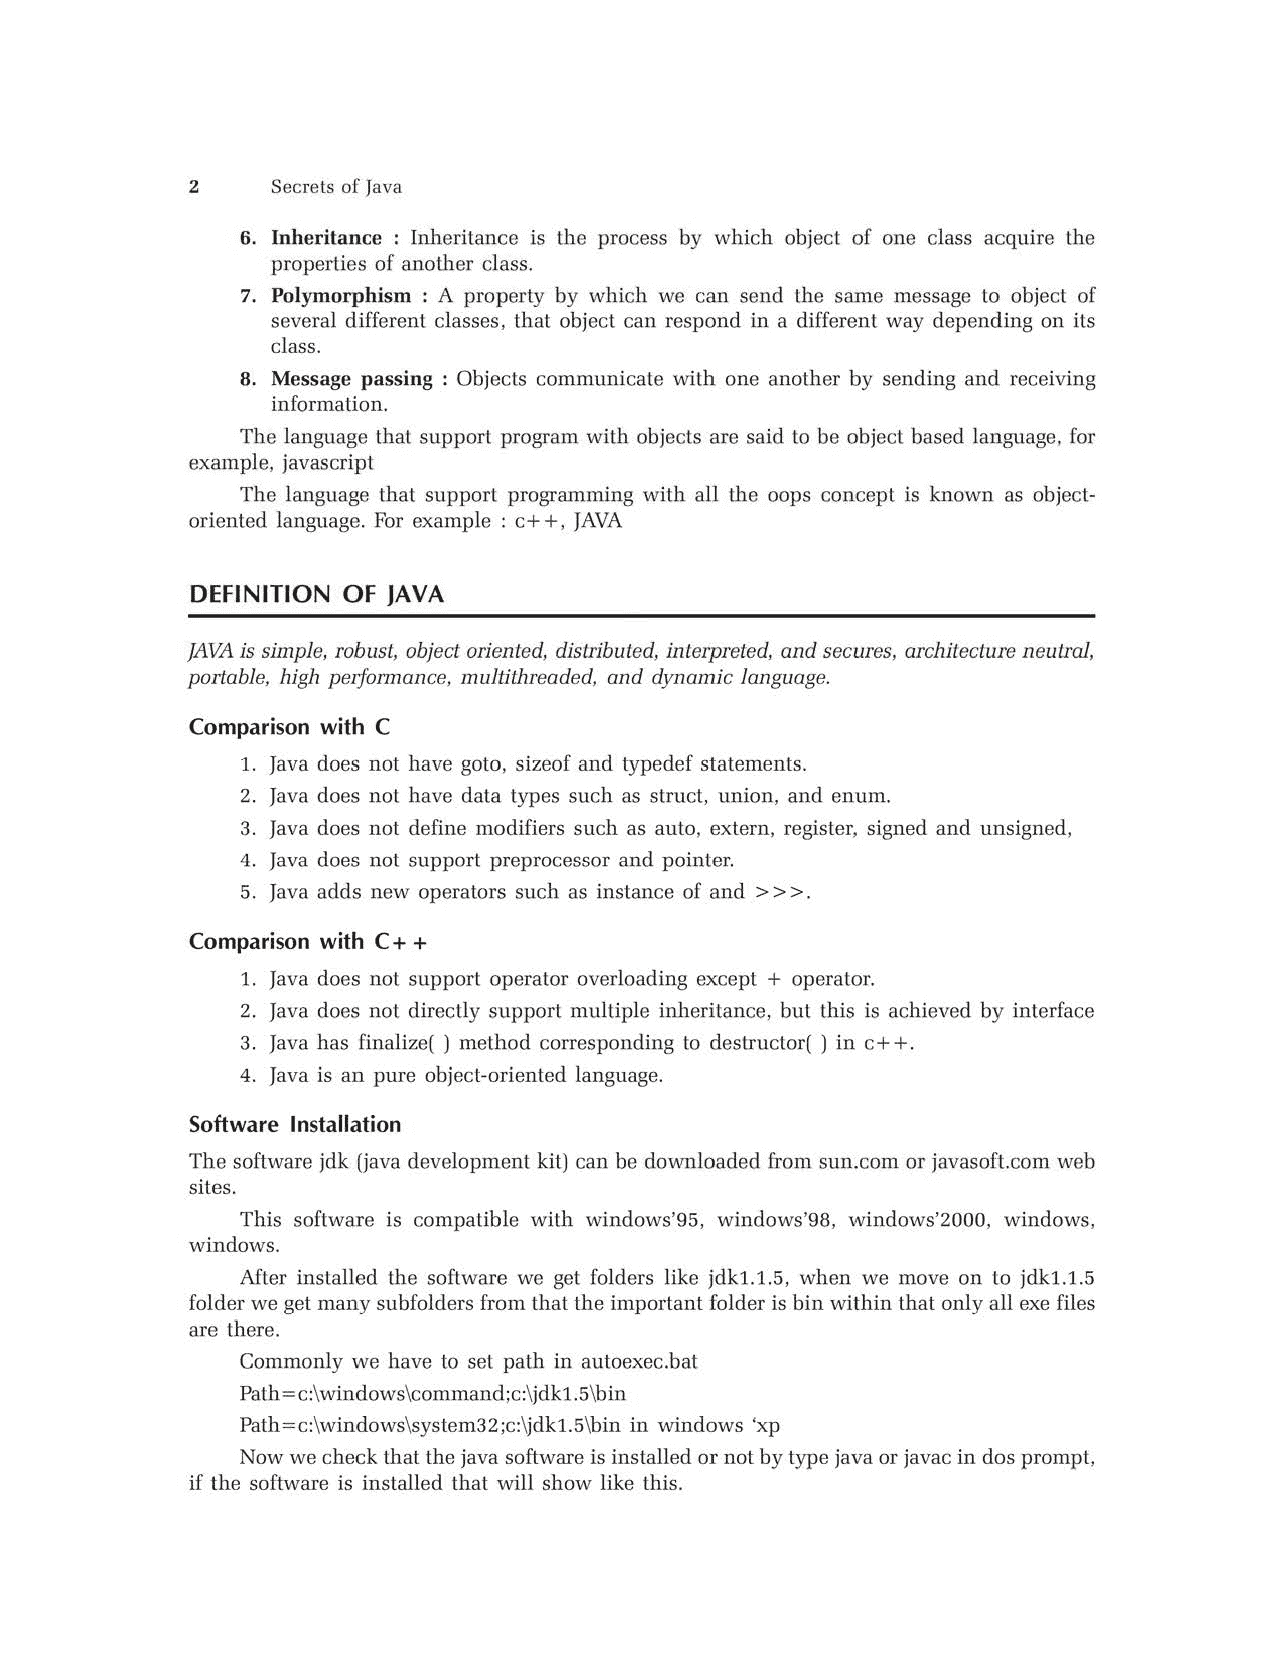 2 Secrets of Java
6. Inheritance : Inheritance is the process by which object of one class acquire the
properties of another class.
7. Polymorphism : A property by which we can send the same message to object of
several different classes, that object can respond in a different way depending on its
class.
8. Message passing : Objects communicate with one another by sending and receiving
information.
The language that support program with objects are said to be object based language, for
example, javascript
The language that support programming with all the oops concept is known as object-
oriented language. For example : c++, JAVA
DEFINITION OF JAVA
JAVA is simple, robust, object oriented, distributed, interpreted, and secures, architecture neutral,
portable, high performance, multithreaded, and dynamic language.
Comparison with C
1. Java does not have goto, sizeof and typedef statements.
2. Java does not have data types such as struct, union, and enum.
3. Java does not define modifiers such as auto, extern, register, signed and unsigned,
4. Java does not support preprocessor and pointer.
5. Java adds new operators such as instance of and >>>.
Comparison with C++
1. Java does not support operator overloading except + operator.
2. Java does not directly support multiple inheritance, but this is achieved by interface
3. Java has finalize( ) method corresponding to destructor( ) in c++.
4. Java is an pure object-oriented language.
Software Installation
The software jdk (java development kit) can be downloaded from sun.com or javasoft.com web
sites.
This software is compatible with windows’95, windows’98, windows’2000, windows,
windows.
After installed the software we get folders like jdk1.1.5, when we move on to jdk1.1.5
folder we get many subfolders from that the important folder is bin within that only all exe files
are there.
Commonly we have to set path in autoexec.bat
Path=c:\windows\command;c:\jdk1.5\bin
Path=c:\windows\system32;c:\jdk1.5\bin in windows ‘xp
Now we check that the java software is installed or not by type java or javac in dos prompt,
if the software is installed that will show like this.